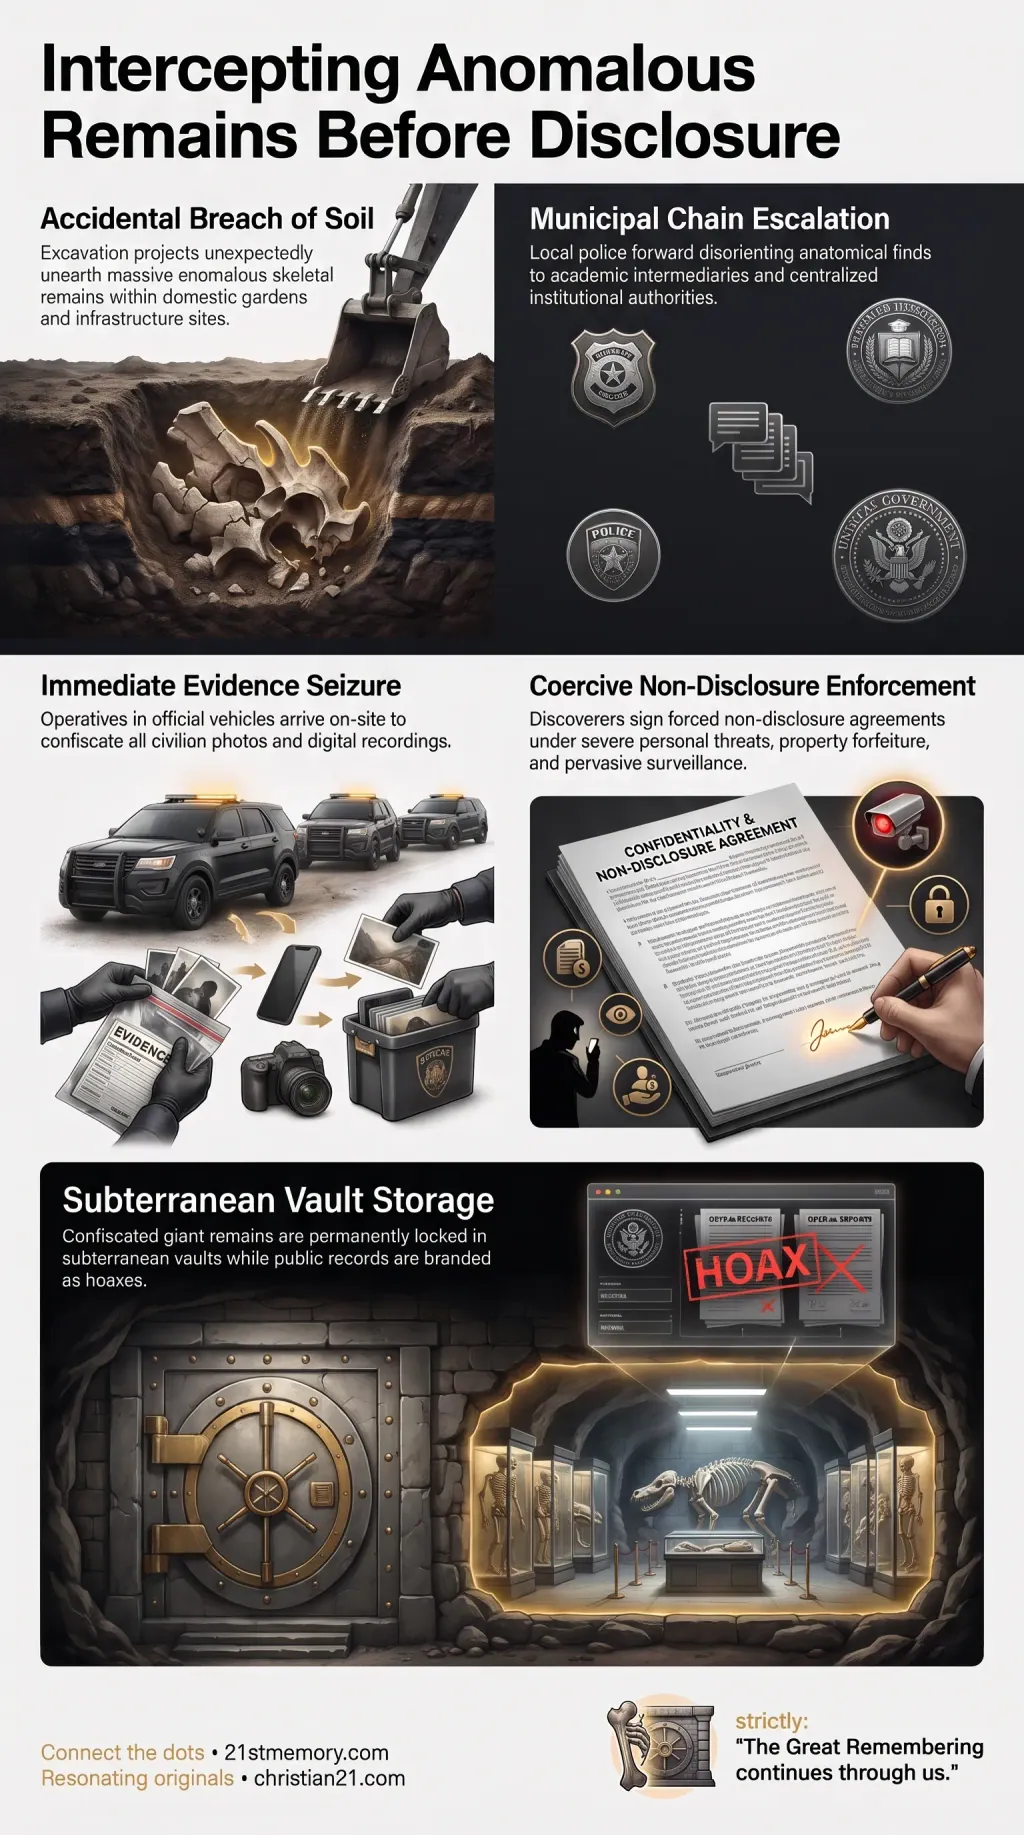 Intercepting Anomalous
Remains Before Disclosure
Accidental Breach of Soil
Excavation projects unexpectedly
unearth massive enomalous skeletal
remains within domestic gardens
and infrastructure sites.
Municipal Chain Escalation
Local police forward disorienting anatomical finds
to academic intermediaries and centralized
institutional authorities.
POLICE
Immediate Evidence Seizure
Operatives in official vehicles arrive on-site to
confiscate all civilion photos and digital recordings.
EVIDENCE
Coercive Non-Disclosure Enforcement
Discoverers sign forced non-disclosure agreements
under severe personal threats, property forfeiture,
and pervasive surveillance.
CONFIDENTIALITY &
NON-DISCLOSURE AGREEMENT
Subterranean Vault Storage
Confiscated giant remains are permanently locked in
subterranean vaults while public records are branded
as hoaxes.
HOAX
Connect the dots • 21stmemory.com
Resonating originals • christian21.com
strictly:
"The Great Remembering
continues through us."